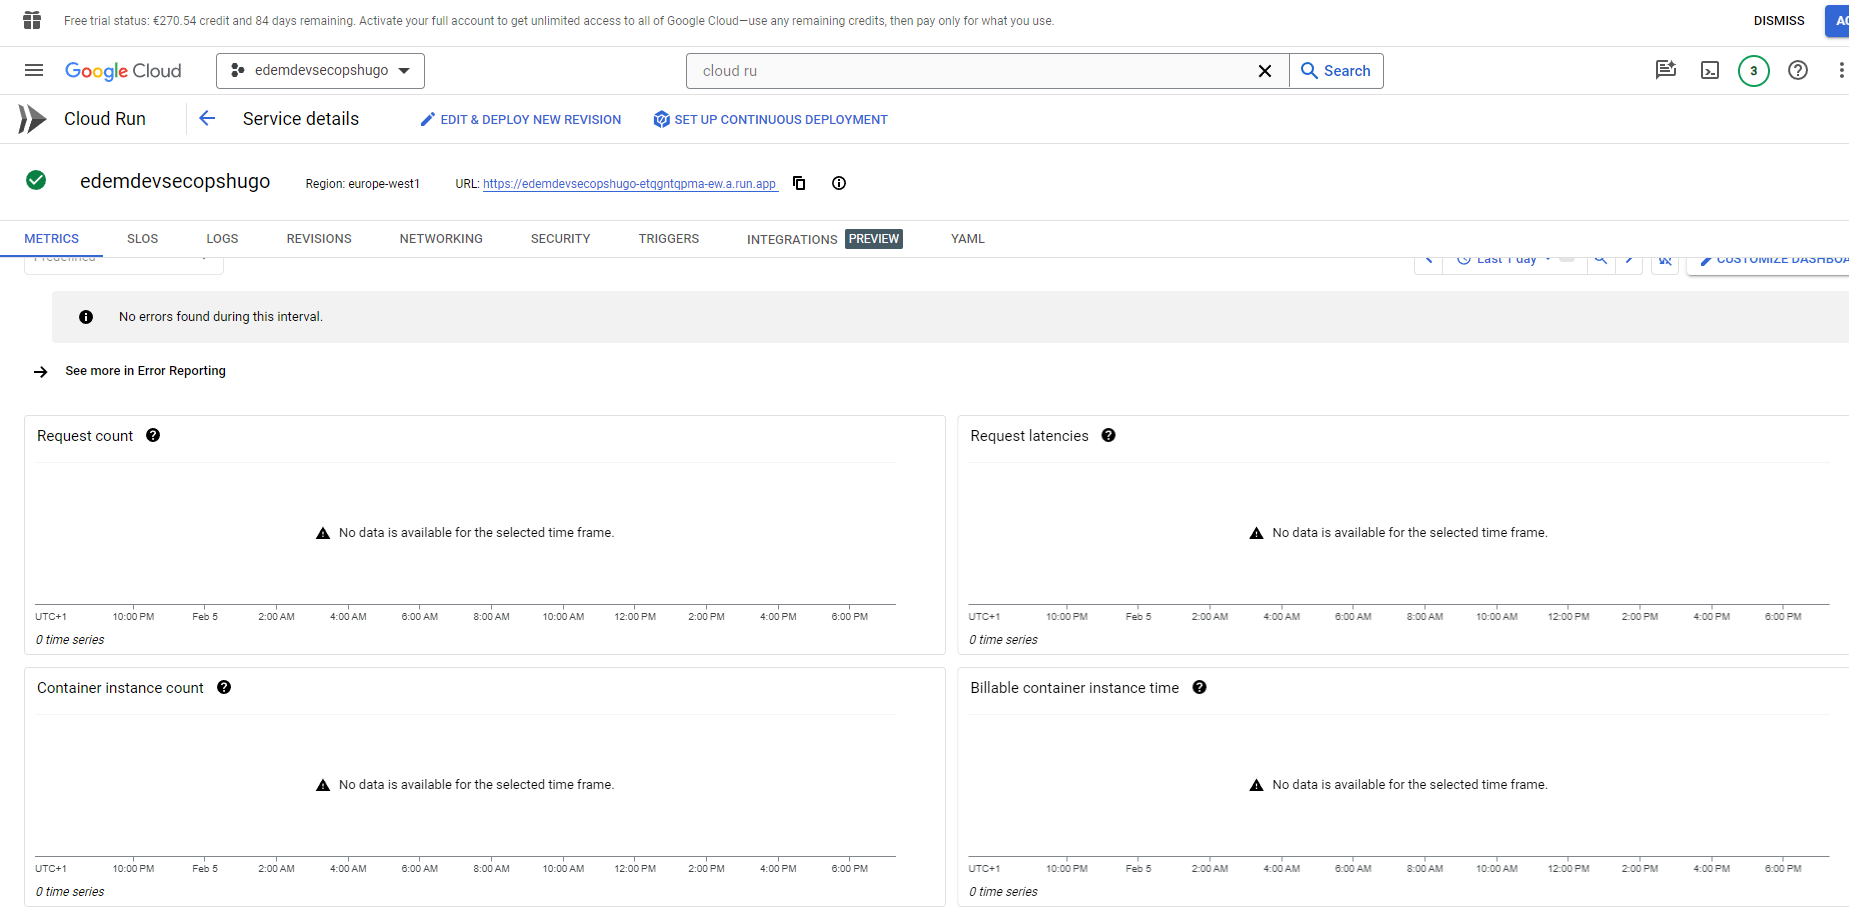 Free trial status: €270.54 credit and 84 days remaining. Activate your full account to get unlimited access to all of Google Cloud—use any remaining credits, then pay only for what you use.
DISMISS
Google Cloud
edemdevsecopshugo
cloud ru
Search
3
Cloud Run
Service details
EDIT & DEPLOY NEW REVISION
SET UP CONTINUOUS DEPLOYMENT
edemdevsecopshugo
Region: europe-west1
URL: https://edemdevsecopshugo-etqgntqpma-ew.a.run.app
METRICS
SLOS
LOGS
REVISIONS
NETWORKING
SECURITY
TRIGGERS
INTEGRATIONS PREVIEW
YAML
Predefined
Last 1 day
CUSTOMIZE DASHBOA
No errors found during this interval.
See more in Error Reporting
Request count
No data is available for the selected time frame.
UTC+1 10:00 PM Feb 5 2:00 AM 4:00 AM 6:00 AM 8:00 AM 10:00 AM 12:00 PM 2:00 PM 4:00 PM 6:00 PM
0 time series
Request latencies
No data is available for the selected time frame.
UTC+1 10:00 PM Feb 5 2:00 AM 4:00 AM 6:00 AM 8:00 AM 10:00 AM 12:00 PM 2:00 PM 4:00 PM 6:00 PM
0 time series
Container instance count
No data is available for the selected time frame.
UTC+1 10:00 PM Feb 5 2:00 AM 4:00 AM 6:00 AM 8:00 AM 10:00 AM 12:00 PM 2:00 PM 4:00 PM 6:00 PM
0 time series
Billable container instance time
No data is available for the selected time frame.
UTC+1 10:00 PM Feb 5 2:00 AM 4:00 AM 6:00 AM 8:00 AM 10:00 AM 12:00 PM 2:00 PM 4:00 PM 6:00 PM
0 time series